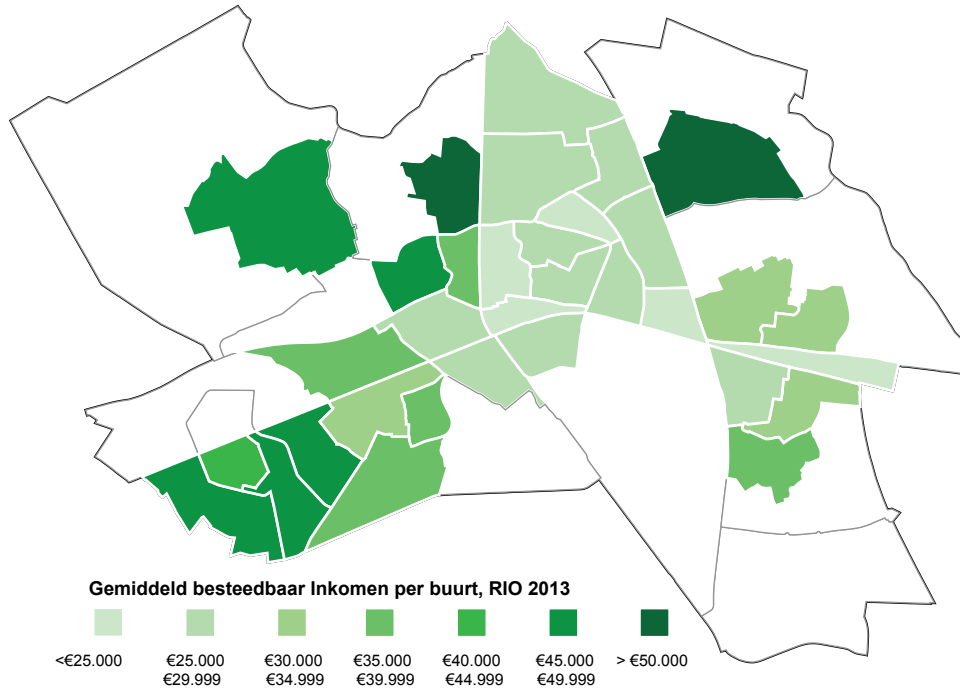 Gemiddeld besteedbaar Inkomen per buurt, RIO 2013
<€25.000 €25.000 €30.000 €35.000 €40.000 €45.000 > €50.000
€29.999 €34.999 €39.999 €44.999 €49.999